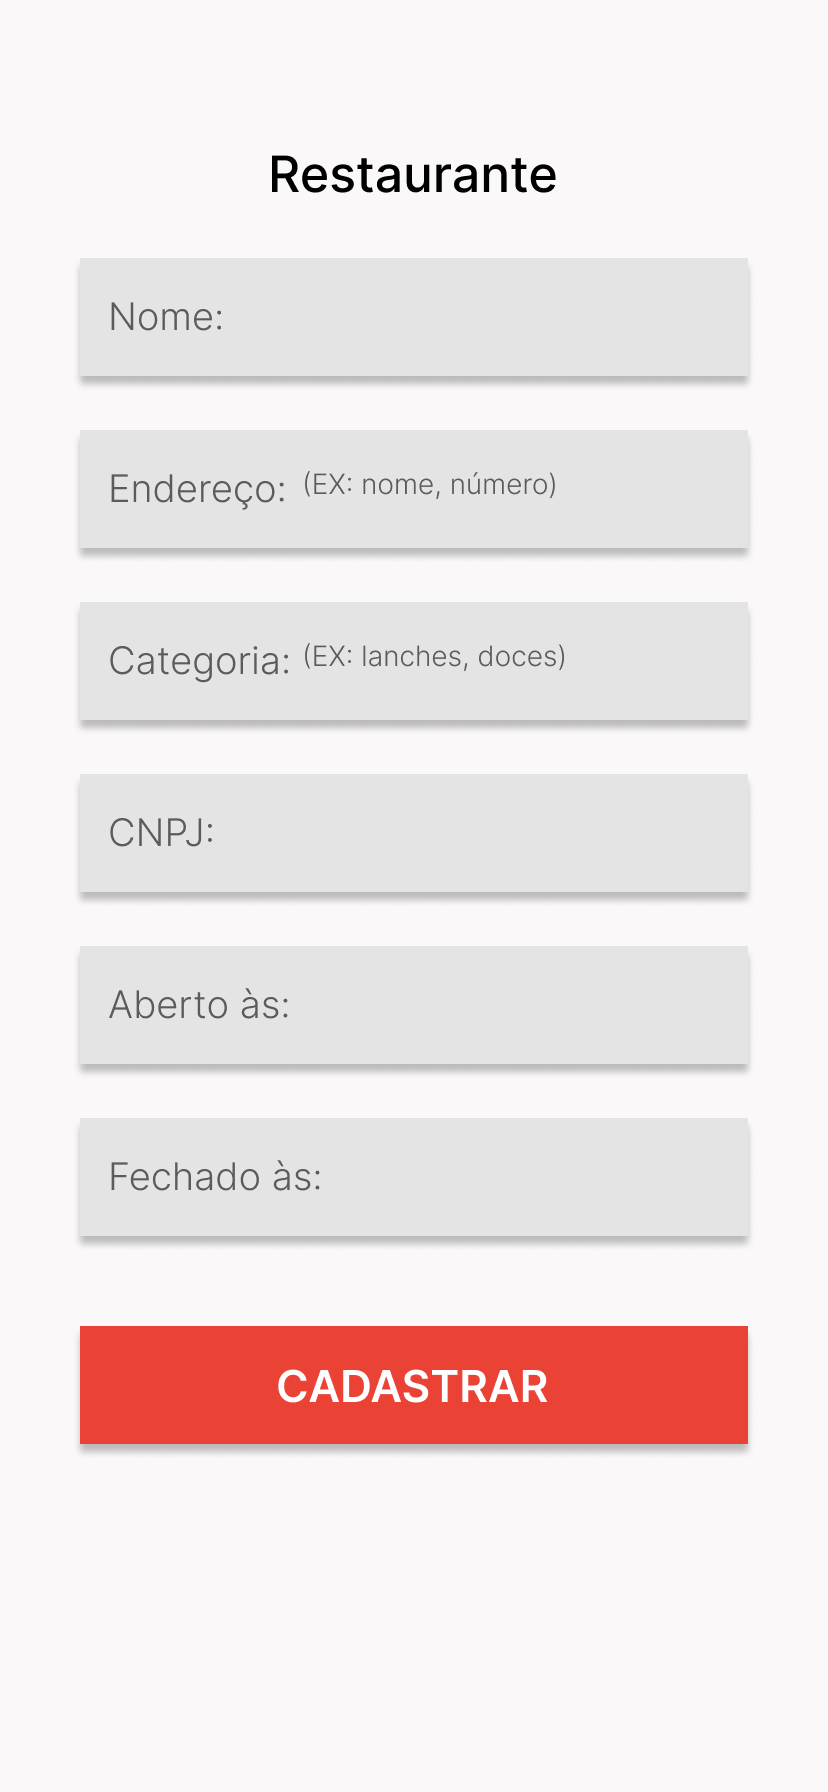 Restaurante
Nome:
Endereço: (EX: nome, número)
Categoria: (EX: lanches, doces)
CNPJ:
Aberto às:
Fechado às:
CADASTRAR